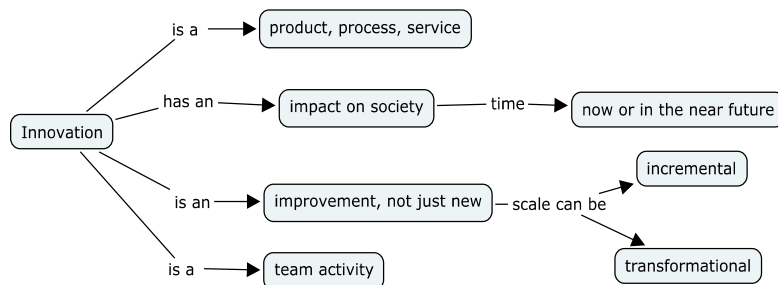 is a
product, process, service
has an
impact on society
time
now or in the near future
Innovation
incremental
is an
improvement, not just new
scale can be
is a
team activity
transformational